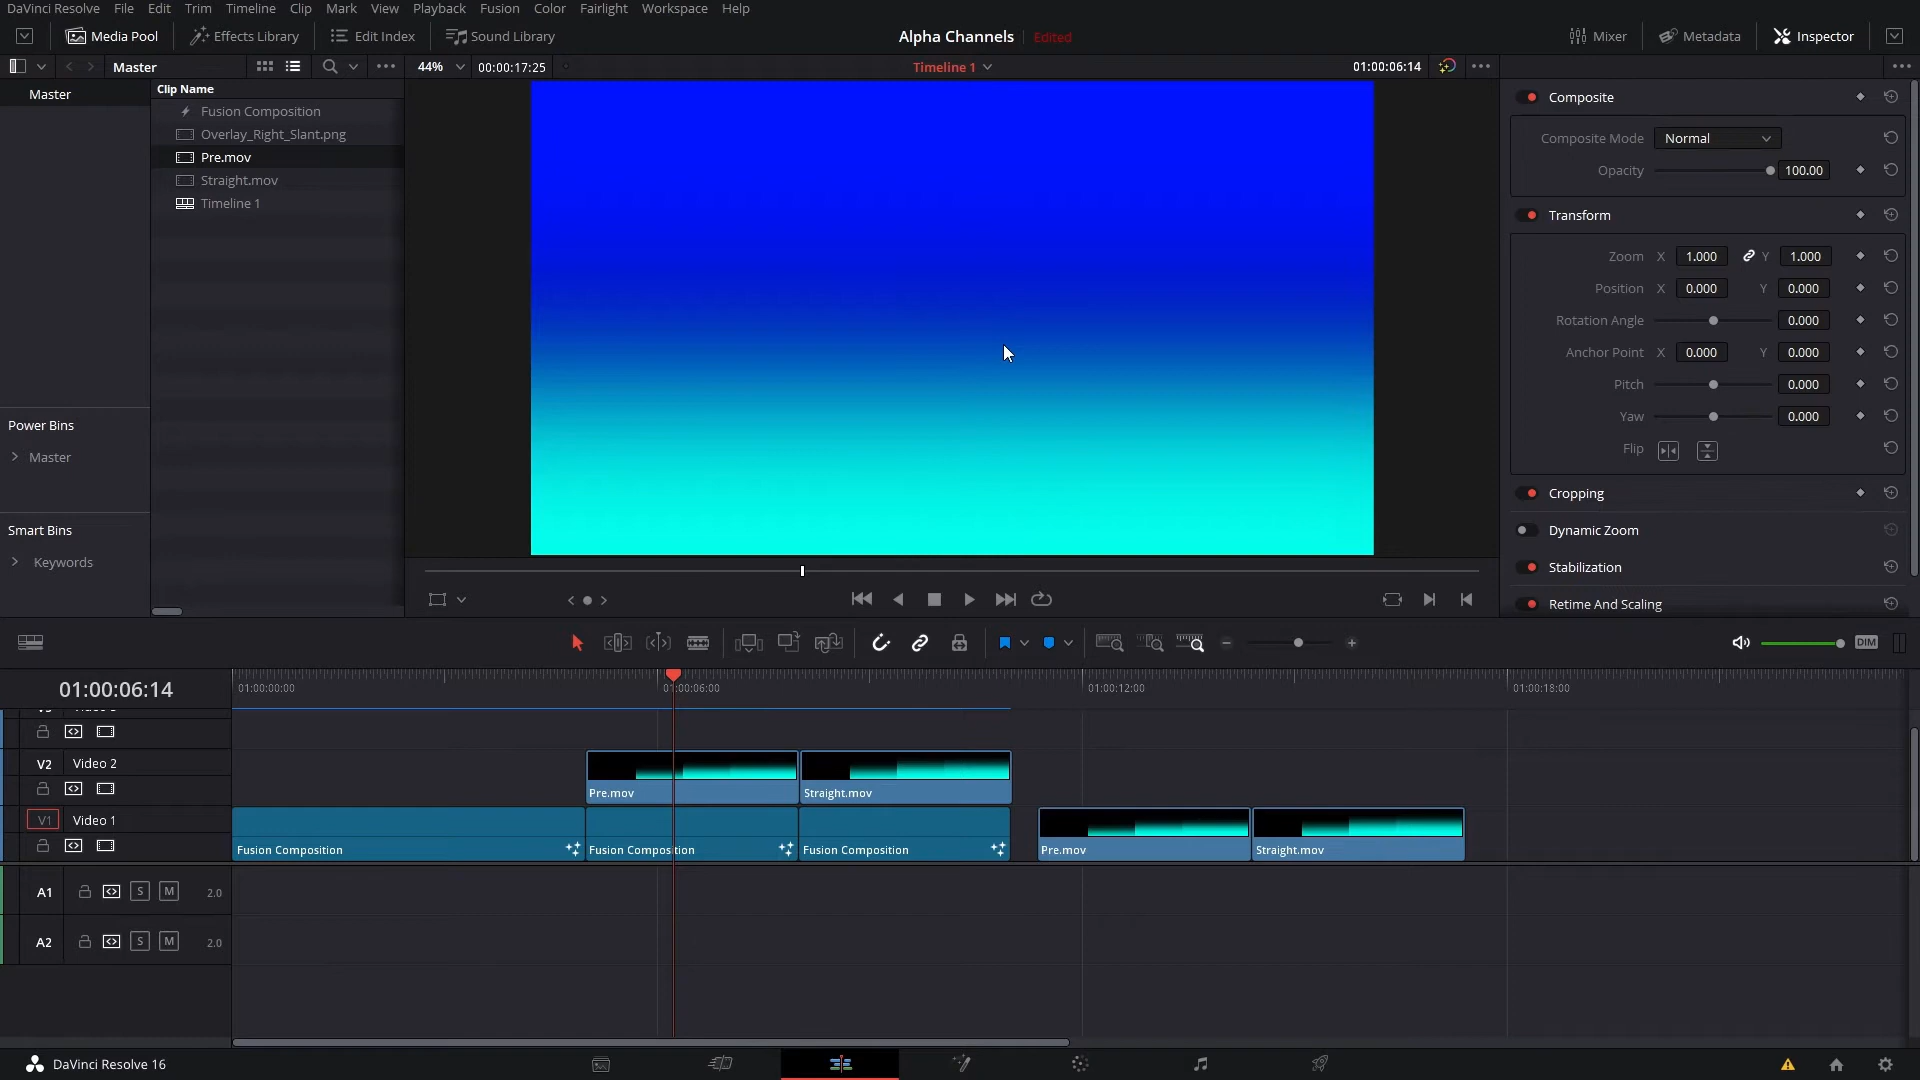 DaVinci Resolve File Edit Trim Timeline Clip Mark View Playback Fusion Color Fairlight Workspace Help
Media Pool Effects Library Edit Index Sound Library Alpha Channels Edited Mixer Metadata Inspector
Master 44% 00:00:17:25 Timeline 1 01:00:06:14
Master
Clip Name
Fusion Composition
Overlay_Right_Slant.png
Pre.mov
Straight.mov
Timeline 1
Power Bins
Master
Smart Bins
Keywords
Composite
Composite Mode Normal
Opacity 100.00
Transform
Zoom X 1.000 Y 1.000
Position X 0.000 Y 0.000
Rotation Angle 0.000
Anchor Point X 0.000 Y 0.000
Pitch 0.000
Yaw 0.000
Flip
Cropping
Dynamic Zoom
Stabilization
Retime And Scaling
DIM
01:00:06:14 01:00:00:00 01:00:06:00 01:00:12:00 01:00:18:00
V2 Video 2
Pre.mov Straight.mov
V1 Video 1
Fusion Composition Fusion Composition Fusion Composition Pre.mov Straight.mov
A1 S M 2.0
A2 S M 2.0
DaVinci Resolve 16